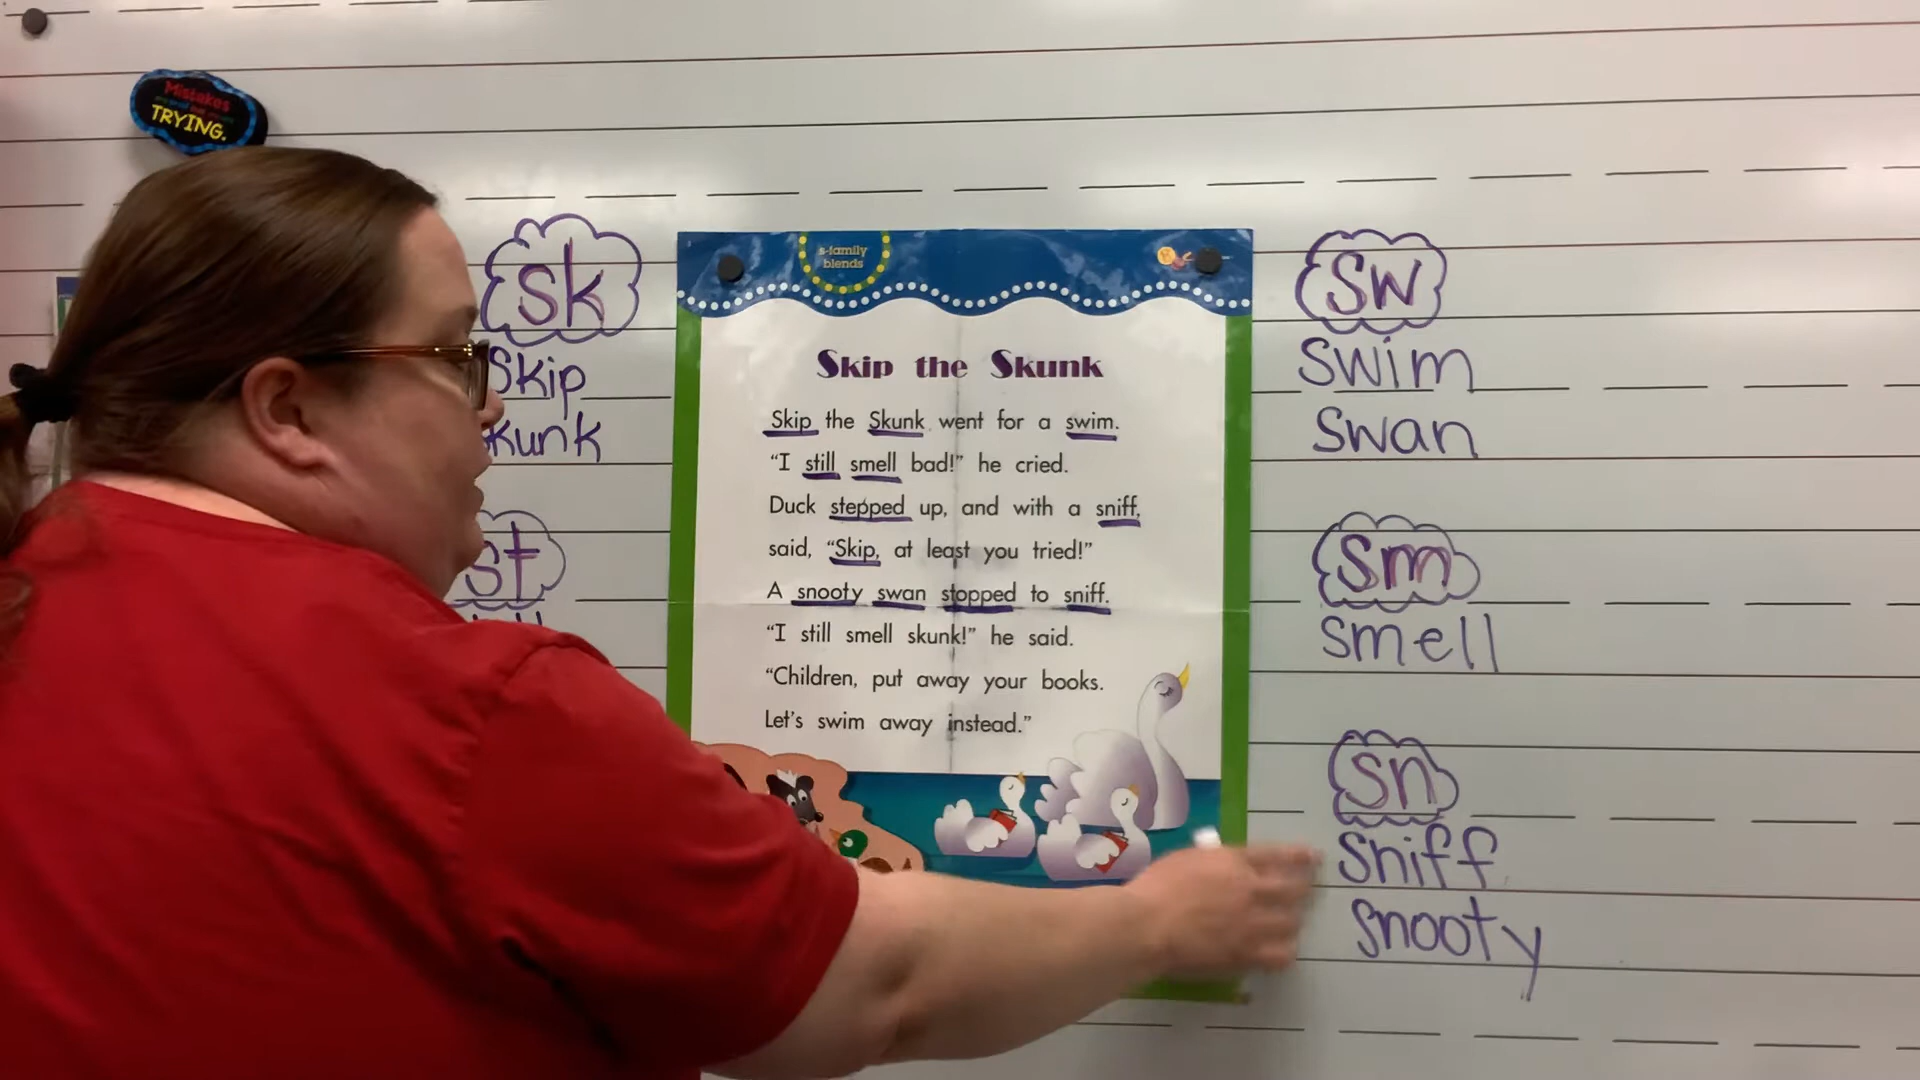 Mistakes
TRYING.
sk
Skip
skunk
st
s-family
blends
Skip the Skunk
Skip the Skunk went for a swim.
“I still smell bad!” he cried.
Duck stepped up, and with a sniff,
said, “Skip, at least you tried!”
A snooty swan stopped to sniff.
“I still smell skunk!” he said.
“Children, put away your books.
Let's swim away instead.”
sw
swim
swan
sm
smell
sn
sniff
snooty